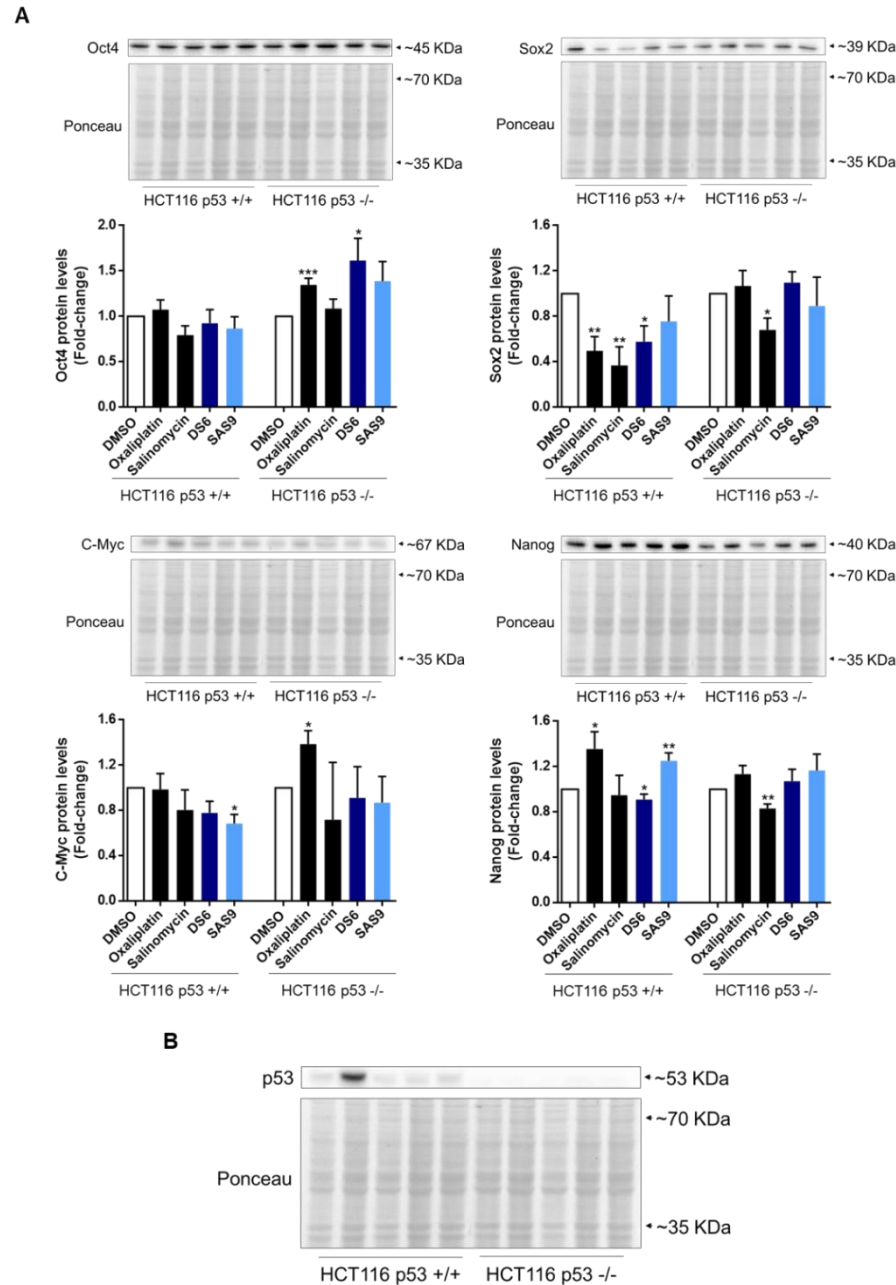 A
Oct4
~45 KDa
~70 KDa
Ponceau
~35 KDa
HCT116 p53 +/+
HCT116 p53 -/-
Oct4 protein levels
(Fold-change)
2.0
1.5
1.0
0.5
0.0
***
*
DMSO
Oxaliplatin
Salinomycin
DS6
SAS9
DMSO
Oxaliplatin
Salinomycin
DS6
SAS9
HCT116 p53 +/+
HCT116 p53 -/-
Sox2
~39 KDa
~70 KDa
Ponceau
~35 KDa
HCT116 p53 +/+
HCT116 p53 -/-
Sox2 protein levels
(Fold-change)
1.6
1.2
0.8
0.4
0.0
**
**
*
*
DMSO
Oxaliplatin
Salinomycin
DS6
SAS9
DMSO
Oxaliplatin
Salinomycin
DS6
SAS9
HCT116 p53 +/+
HCT116 p53 -/-
C-Myc
~67 KDa
~70 KDa
Ponceau
~35 KDa
HCT116 p53 +/+
HCT116 p53 -/-
C-Myc protein levels
(Fold-change)
1.6
1.2
0.8
0.4
0.0
*
*
DMSO
Oxaliplatin
Salinomycin
DS6
SAS9
DMSO
Oxaliplatin
Salinomycin
DS6
SAS9
HCT116 p53 +/+
HCT116 p53 -/-
Nanog
~40 KDa
~70 KDa
Ponceau
~35 KDa
HCT116 p53 +/+
HCT116 p53 -/-
Nanog protein levels
(Fold-change)
1.6
1.2
0.8
0.4
0.0
*
*
**
**
DMSO
Oxaliplatin
Salinomycin
DS6
SAS9
DMSO
Oxaliplatin
Salinomycin
DS6
SAS9
HCT116 p53 +/+
HCT116 p53 -/-
B
p53
~53 KDa
~70 KDa
Ponceau
~35 KDa
HCT116 p53 +/+
HCT116 p53 -/-